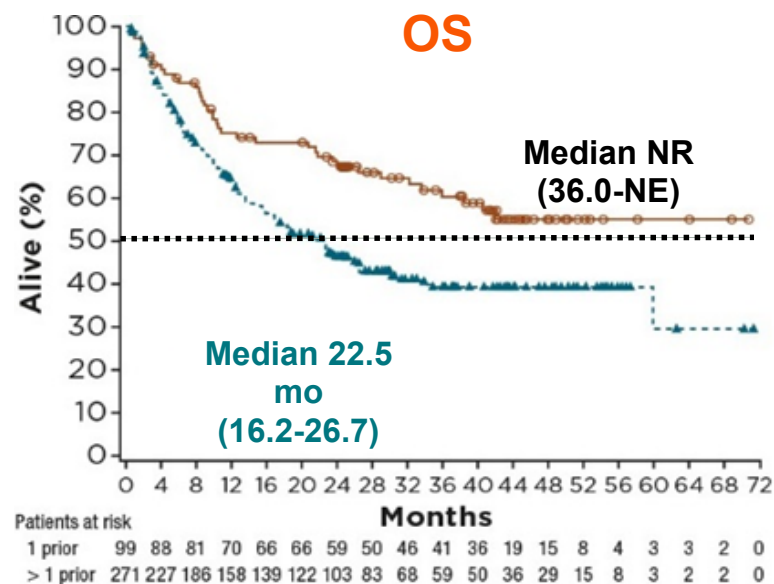 OS
100
90
80
70
60
50
40
30
20
10
0
Alive (%)
Median NR
(36.0-NE)
Median 22.5
mo
(16.2-26.7)
0 4 8 12 16 20 24 28 32 36 40 44 48 52 56 60 64 68 72
Months
Patients at risk
1 prior 99 88 81 70 66 66 59 50 46 41 36 19 15 8 4 3 3 2 0
> 1 prior 271 227 186 158 139 122 103 83 68 59 50 36 29 15 8 3 2 2 0